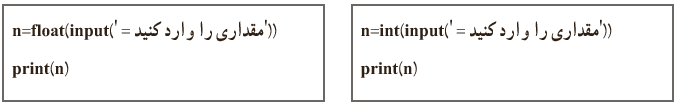 n=float(input(' = مقداری را وارد کنید'))
print(n)
n=int(input(' = مقداری را وارد کنید'))
print(n)